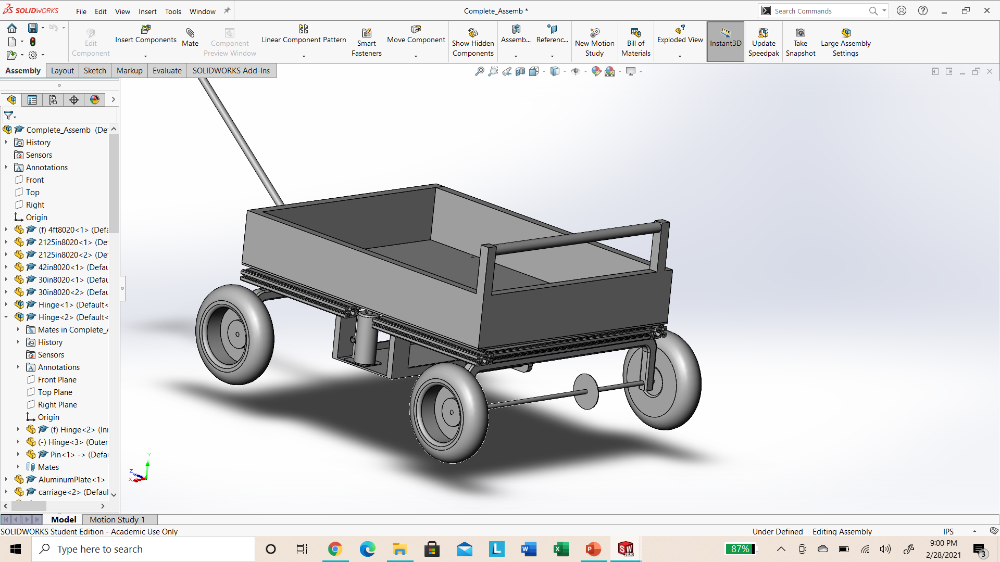 SOLIDWORKS File Edit View Insert Tools Window Complete_Assemb * Search Commands
Edit Component Insert Components Mate Component Preview Window Linear Component Pattern Smart Fasteners Move Component Show Hidden Components Assemb... Referenc... New Motion Study Bill of Materials Exploded View Instant3D Update Speedpak Take Snapshot Large Assembly Settings
Assembly Layout Sketch Markup Evaluate SOLIDWORKS Add-Ins
Complete_Assemb (De
History
Sensors
Annotations
Front
Top
Right
Origin
(f) 4ft8020<1> (Defa
2125in8020<1> (De
2125in8020<2> (De
42in8020<1> (Defau
30in8020<1> (Defau
30in8020<2> (Defau
Hinge<1> (Default<
Hinge<2> (Default<
Mates in Complete_A
History
Sensors
Annotations
Front Plane
Top Plane
Right Plane
Origin
(f) Hinge<2> (Inn
(-) Hinge<3> (Outer
Pin<1> -> (Defau
Mates
AluminumPlate<1>
carriage<2> (Defaul
Y
Z
X
Model Motion Study 1
SOLIDWORKS Student Edition - Academic Use Only Under Defined Editing Assembly IPS
Type here to search 87% 9:00 PM
2/28/2021 3